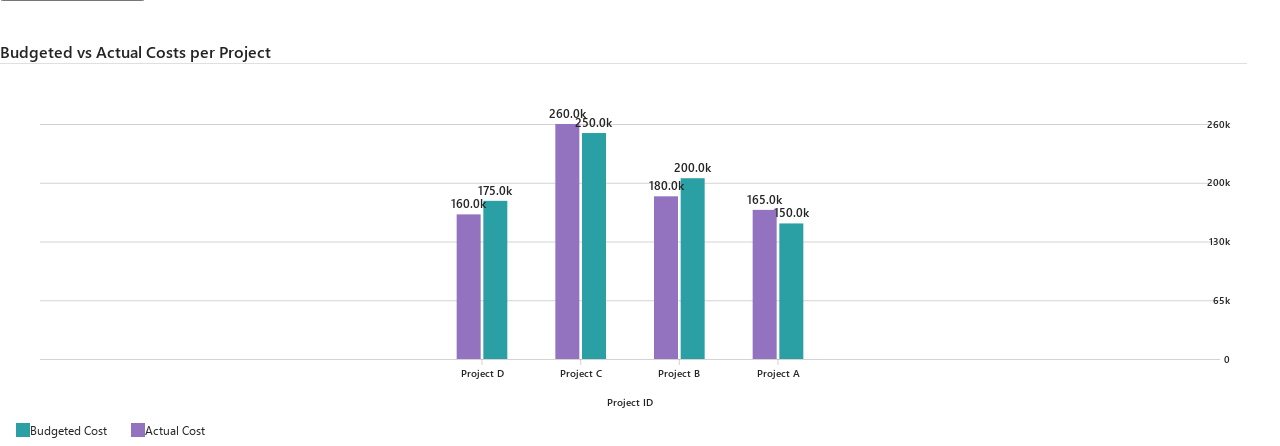 Budgeted vs Actual Costs per Project
260.0k
250.0k
260k
200.0k
175.0k
180.0k
200k
165.0k
160.0k
150.0k
130k
65k
0
Project D
Project C
Project B
Project A
Project ID
Budgeted Cost
Actual Cost